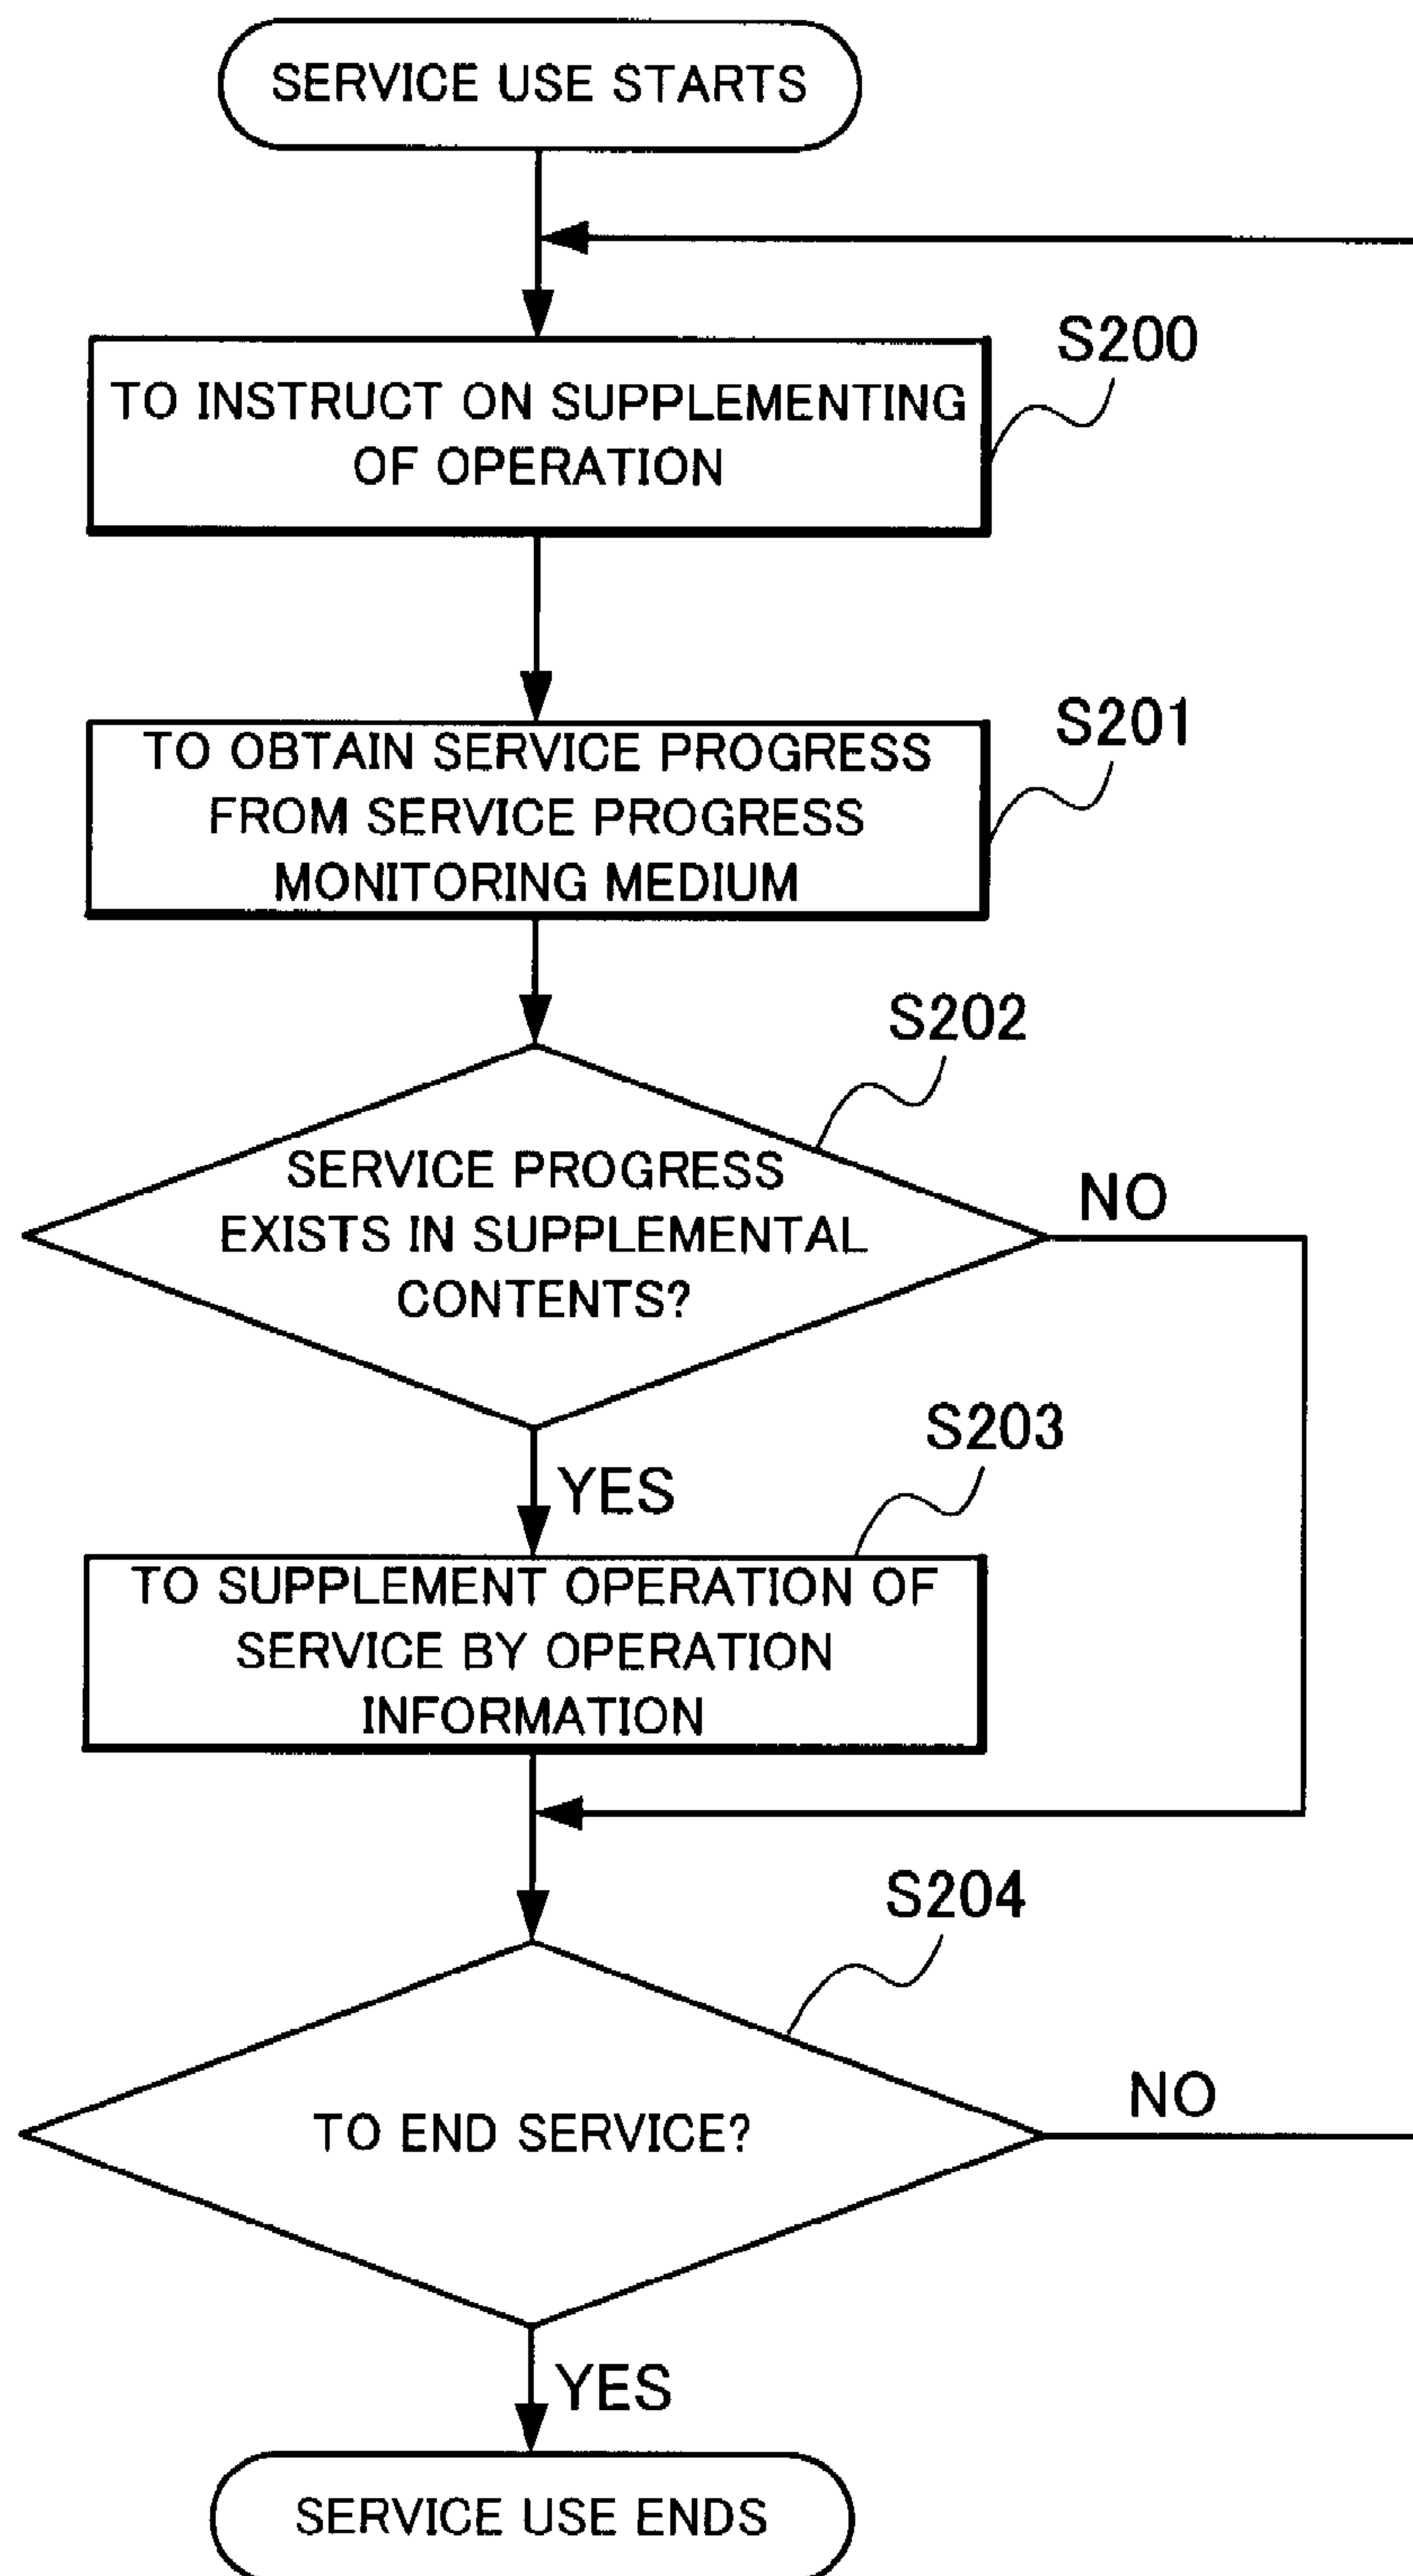 SERVICE USE STARTS
S200
TO INSTRUCT ON SUPPLEMENTING
OF OPERATION
S201
TO OBTAIN SERVICE PROGRESS
FROM SERVICE PROGRESS
MONITORING MEDIUM
S202
SERVICE PROGRESS
EXISTS IN SUPPLEMENTAL
CONTENTS?
NO
YES
S203
TO SUPPLEMENT OPERATION OF
SERVICE BY OPERATION
INFORMATION
S204
TO END SERVICE?
NO
YES
SERVICE USE ENDS